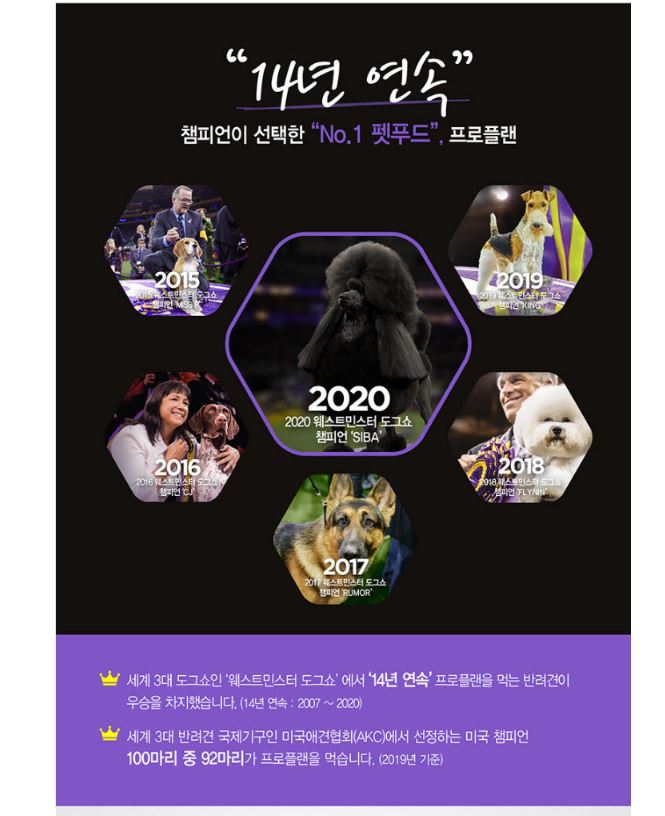 “14년 연속”
챔피언이 선택한 “No.1 펫푸드”, 프로플랜
2015
2015 웨스트민스터 도그쇼
챔피언 ‘MISS P’
2019
2019 웨스트민스터 도그쇼
챔피언 ‘KING’
2020
2020 웨스트민스터 도그쇼
챔피언 ‘SIBA’
2016
2016 웨스트민스터 도그쇼
챔피언 ‘CJ’
2018
2018 웨스트민스터 도그쇼
챔피언 ‘FLYNN’
2017
2017 웨스트민스터 도그쇼
챔피언 ‘RUMOR’
세계 3대 도그쇼인 ‘웨스트민스터 도그쇼’ 에서 ‘14년 연속’ 프로플랜을 먹는 반려견이
우승을 차지했습니다. (14년 연속 : 2007 ~ 2020)
세계 3대 반려견 국제기구인 미국애견협회(AKC)에서 선정하는 미국 챔피언
100마리 중 92마리가 프로플랜을 먹습니다. (2019년 기준)